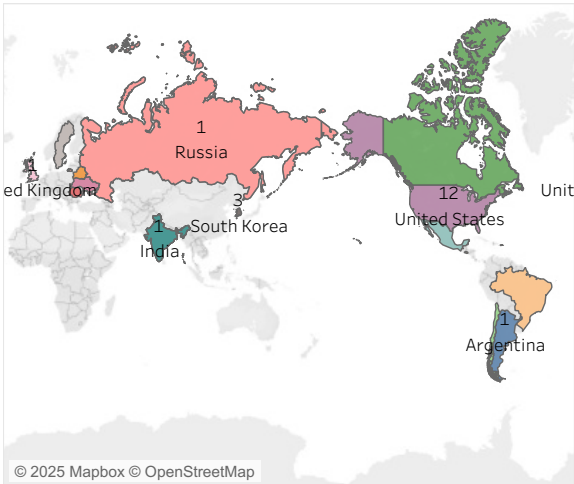 1
Russia
1
ed Kingdom
12
United States
Unit
3
South Korea
1
India
1
Argentina
© 2025 Mapbox © OpenStreetMap